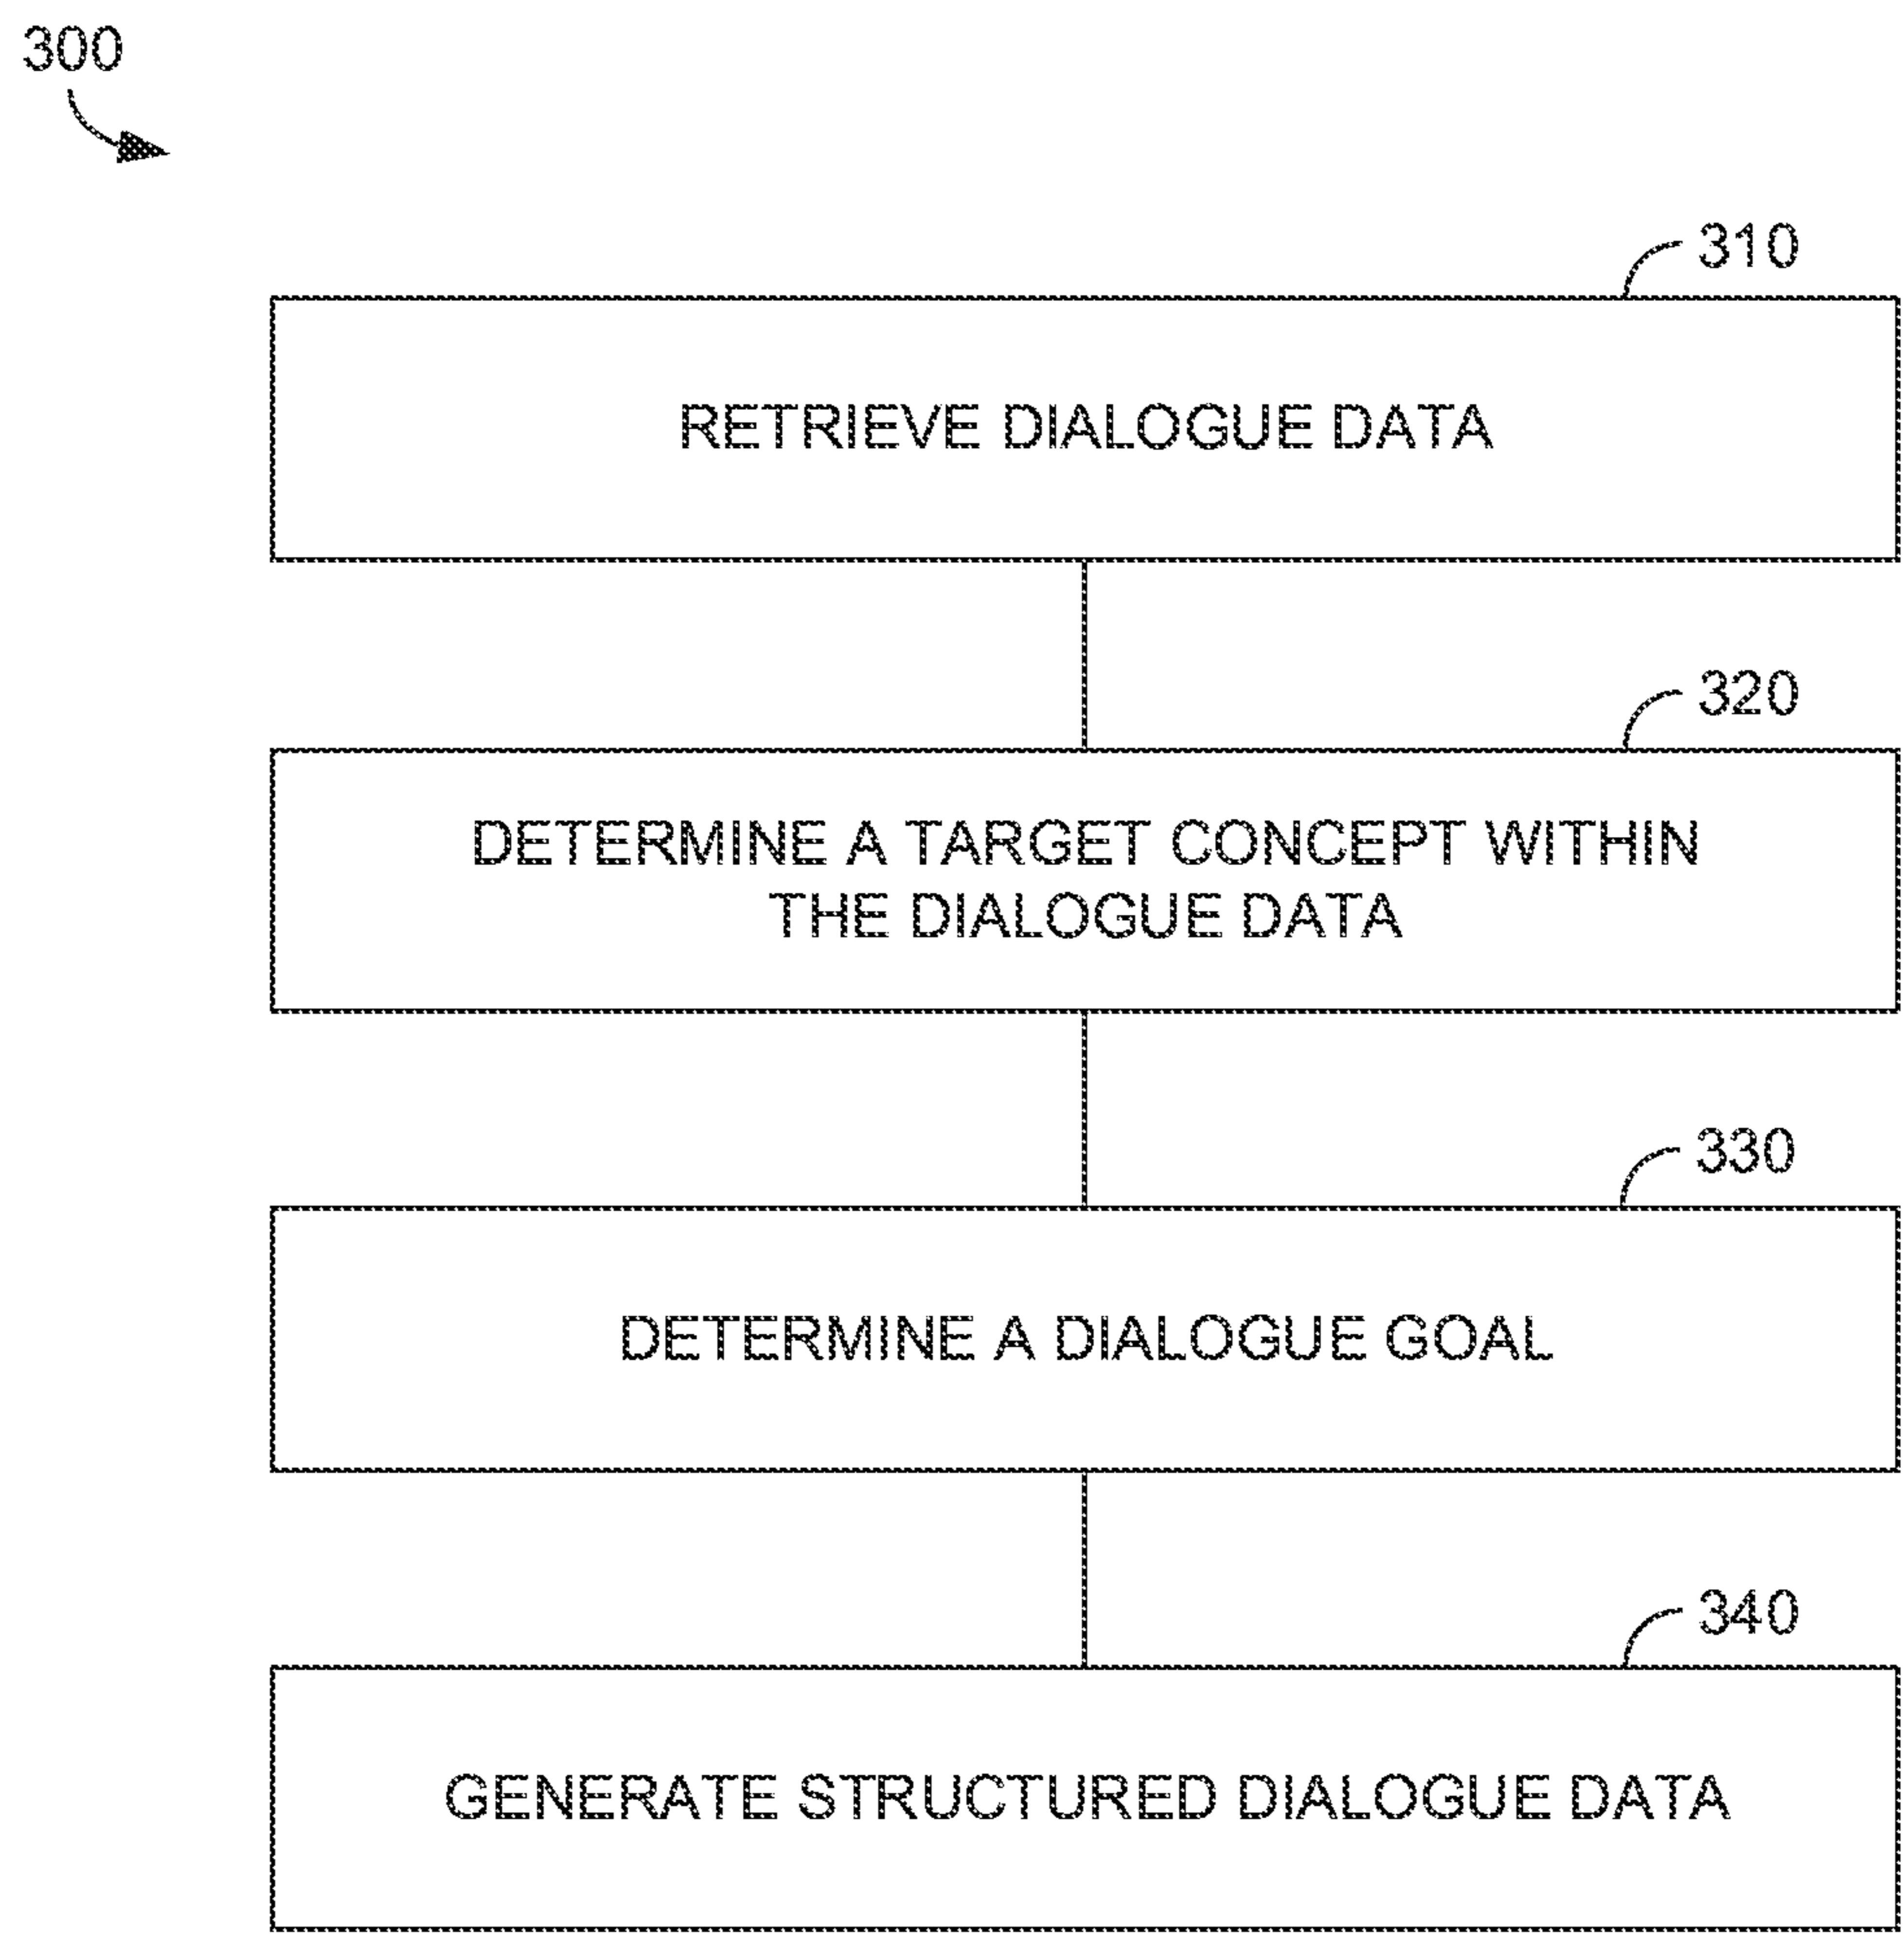 300
310
RETRIEVE DIALOGUE DATA
320
DETERMINE A TARGET CONCEPT WITHIN
THE DIALOGUE DATA
330
DETERMINE A DIALOGUE GOAL
340
GENERATE STRUCTURED DIALOGUE DATA